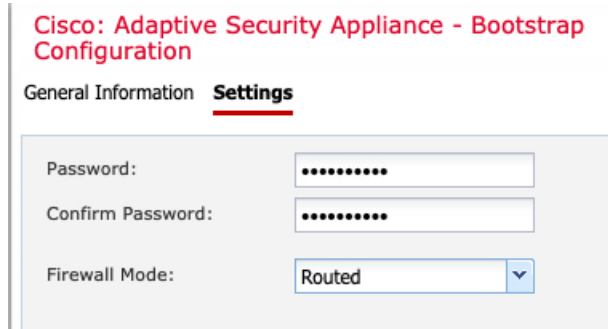 Cisco: Adaptive Security Appliance - Bootstrap
Configuration
General Information Settings
Password: ••••••••••
Confirm Password: ••••••••••
Firewall Mode: Routed